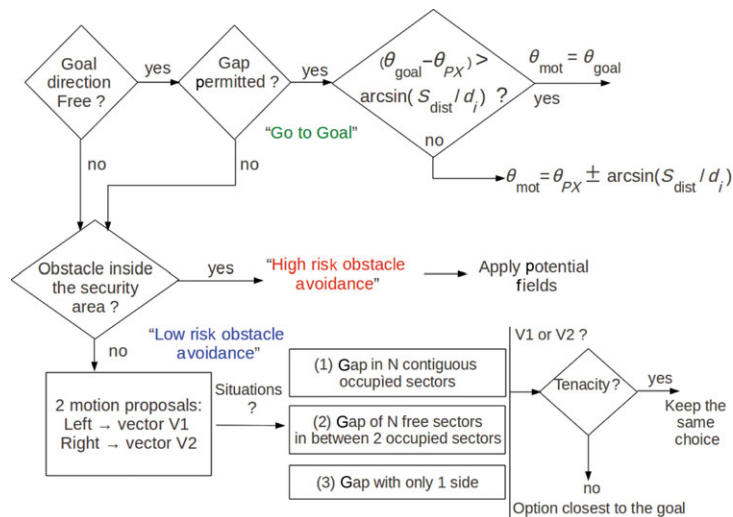 Goal
direction
Free ?
yes
Gap
permitted ?
yes
(θgoal−θPX) >
arcsin(Sdist/di) ?
θmot = θgoal
yes
no
"Go to Goal"
no
no
θmot = θPX ± arcsin(Sdist/di)
Obstacle inside
the security
area ?
yes
"High risk obstacle
avoidance"
Apply potential
fields
no
"Low risk obstacle
avoidance"
2 motion proposals:
Left → vector V1
Right → vector V2
Situations
?
(1) Gap in N contiguous
occupied sectors
(2) Gap of N free sectors
in between 2 occupied sectors
(3) Gap with only 1 side
V1 or V2 ?
Tenacity?
yes
Keep the
same
choice
no
Option closest to the goal